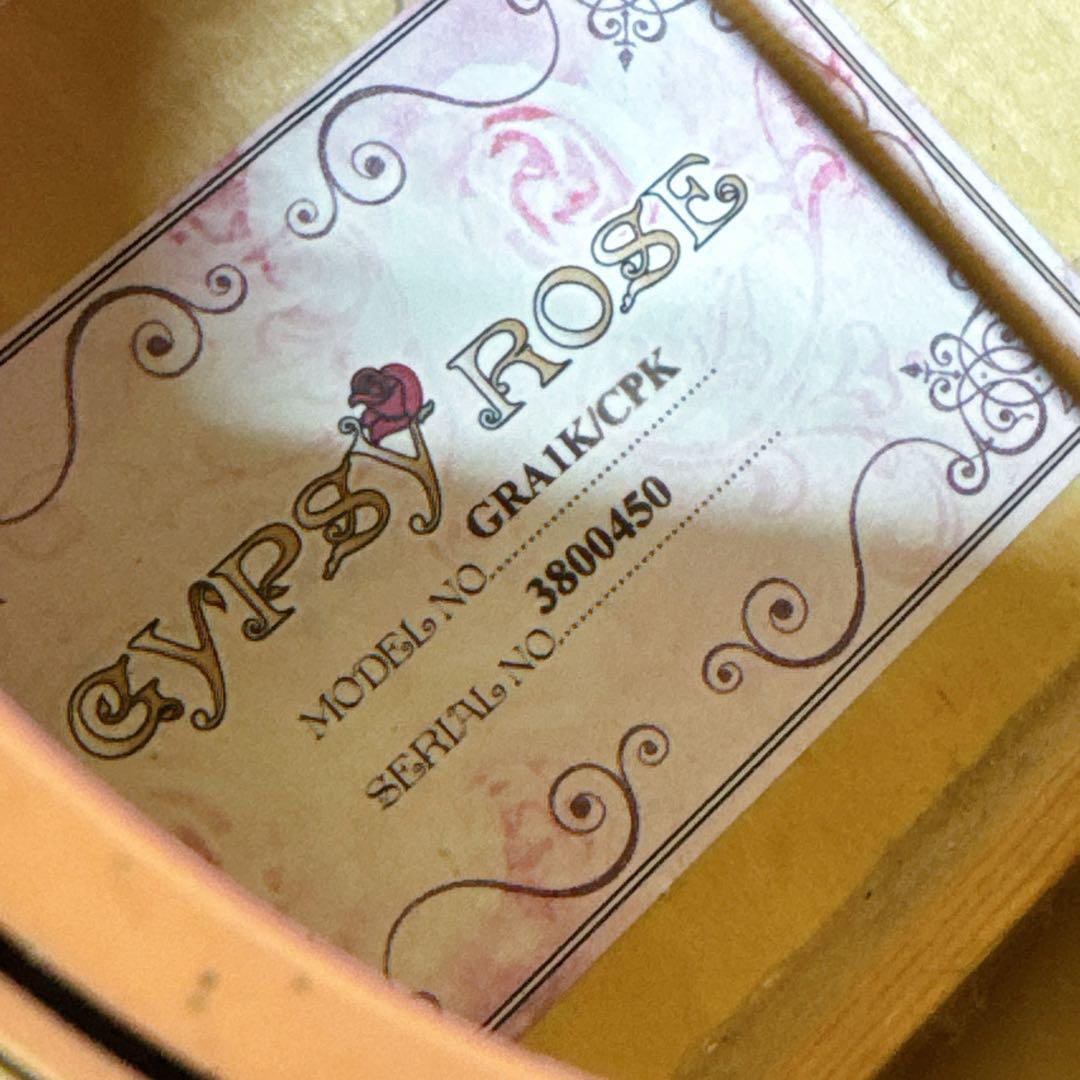 GYPSY ROSE
MODEL NO. GRA1K/CPK
SERIAL NO. 3800450